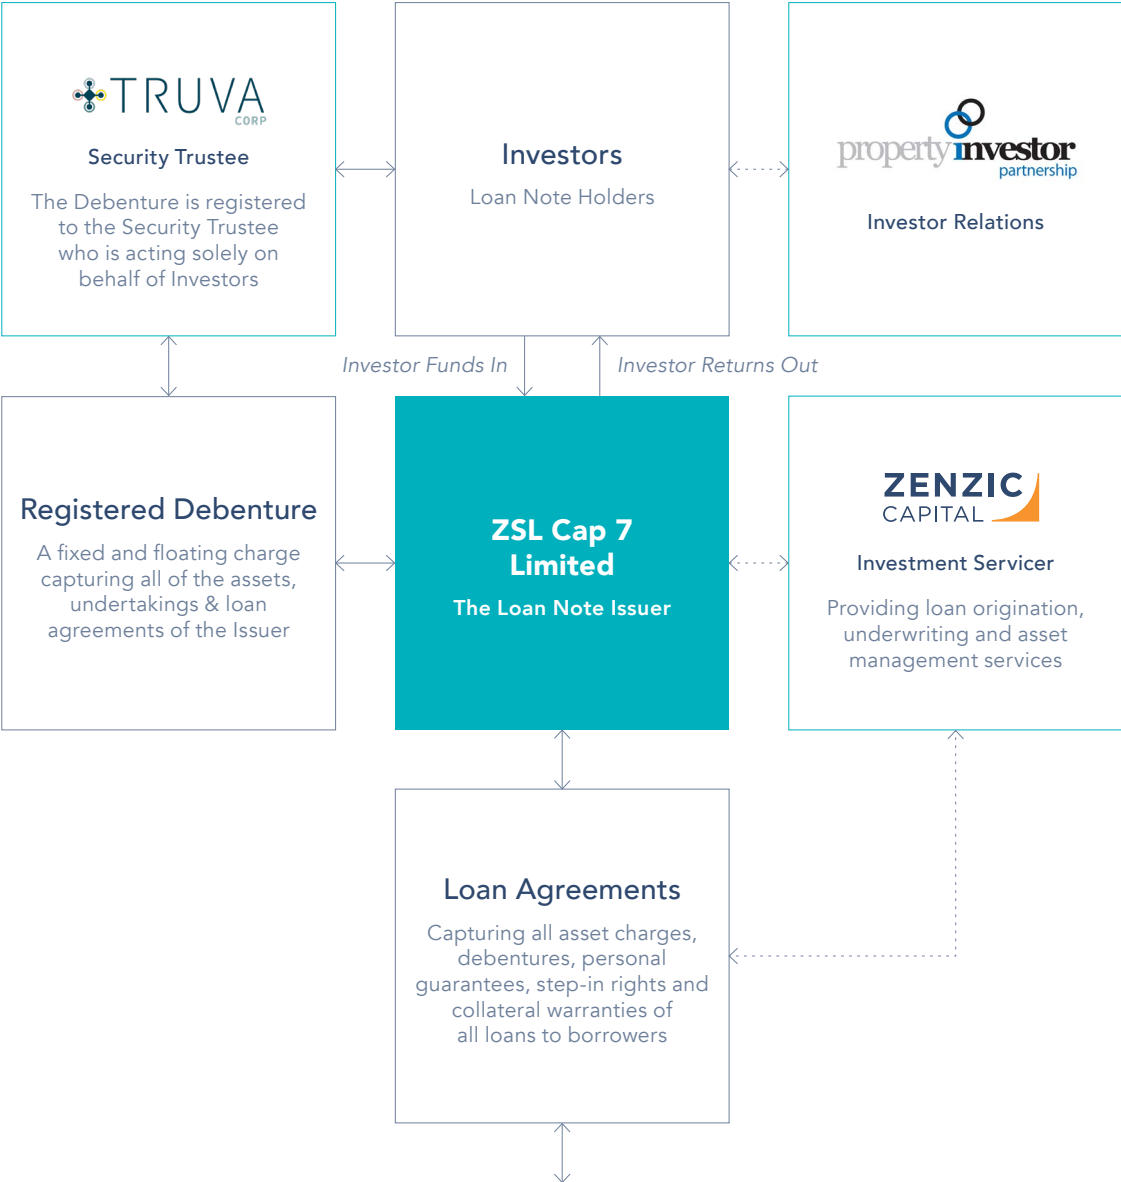 TRUVA
CORP
Security Trustee
The Debenture is registered
to the Security Trustee
who is acting solely on
behalf of Investors
Investors
Loan Note Holders
property investor
partnership
Investor Relations
Investor Funds In
Investor Returns Out
Registered Debenture
A fixed and floating charge
capturing all of the assets,
undertakings & loan
agreements of the Issuer
ZSL Cap 7
Limited
The Loan Note Issuer
ZENZIC
CAPITAL
Investment Servicer
Providing loan origination,
underwriting and asset
management services
Loan Agreements
Capturing all asset charges,
debentures, personal
guarantees, step-in rights and
collateral warranties of
all loans to borrowers